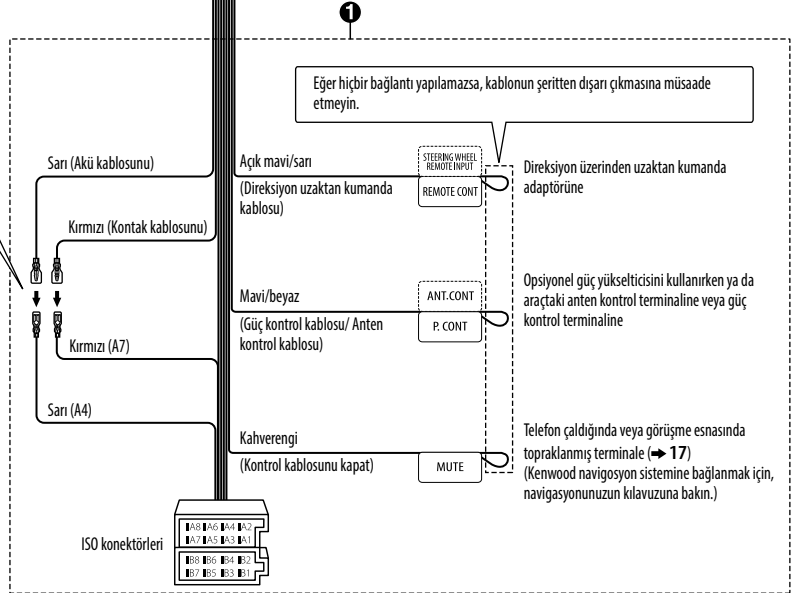 1
Eğer hiçbir bağlantı yapılamazsa, kablonun şeritten dışarı çıkmasına müsaade
etmeyin.
Sarı (Akü kablosunu)
Kırmızı (Kontak kablosunu)
Kırmızı (A7)
Sarı (A4)
Açık mavi/sarı
(Direksiyon uzaktan kumanda
kablosu)
STEERING WHEEL
REMOTE INPUT
REMOTE CONT
Direksiyon üzerinden uzaktan kumanda
adaptörüne
Mavi/beyaz
(Güç kontrol kablosu/ Anten
kontrol kablosu)
ANT.CONT
P. CONT
Opsiyonel güç yükselticisini kullanırken ya da
araçtaki anten kontrol terminaline veya güç
kontrol terminaline
Kahverengi
(Kontrol kablosunu kapat)
MUTE
Telefon çaldığında veya görüşme esnasında
topraklanmış terminale (➡ 17)
(Kenwood navigosyon sistemine bağlanmak için,
navigasyonunuzun kılavuzuna bakın.)
ISO konektörleri
A8 A6 A4 A2
A7 A5 A3 A1
B8 B6 B4 B2
B7 B5 B3 B1